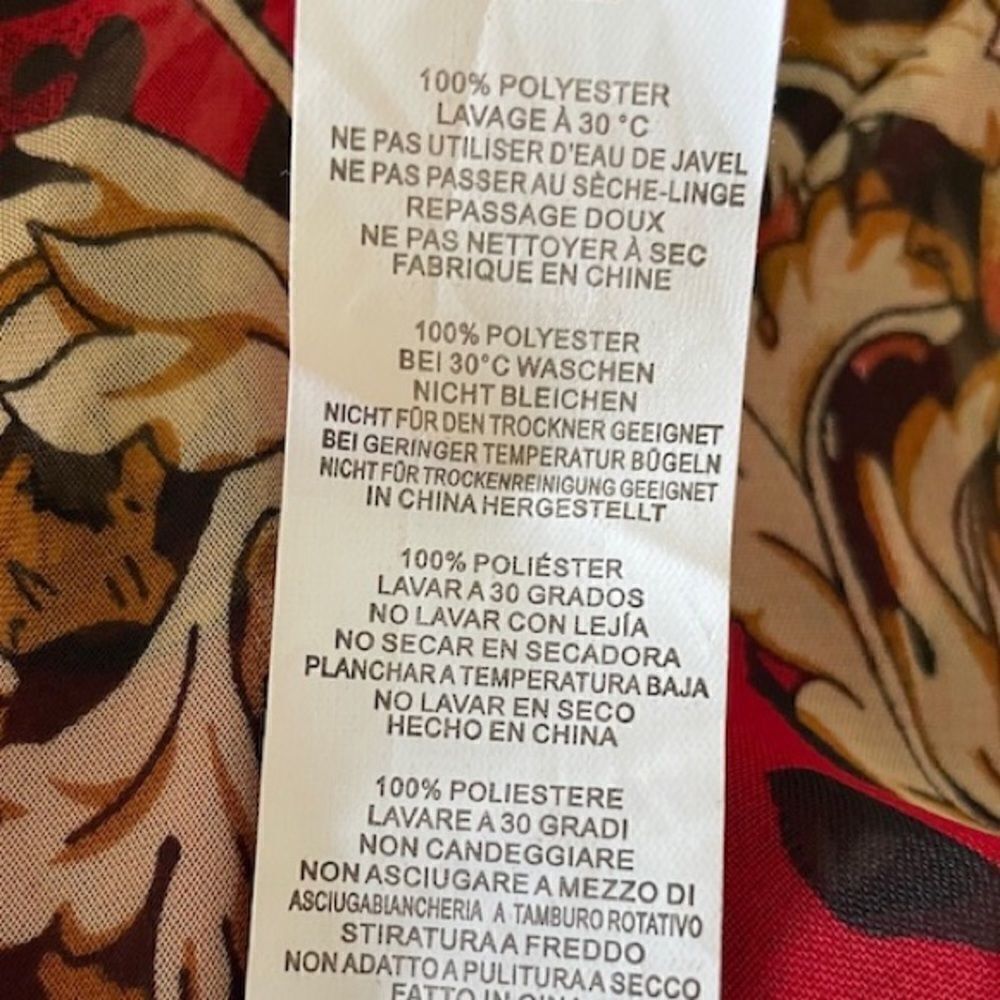 100% POLYESTER
LAVAGE À 30 °C
NE PAS UTILISER D'EAU DE JAVEL
NE PAS PASSER AU SÈCHE-LINGE
REPASSAGE DOUX
NE PAS NETTOYER À SEC
FABRIQUE EN CHINE
100% POLYESTER
BEI 30°C WASCHEN
NICHT BLEICHEN
NICHT FÜR DEN TROCKNER GEEIGNET
BEI GERINGER TEMPERATUR BÜGELN
NICHT FÜR TROCKENREINIGUNG GEEIGNET
IN CHINA HERGESTELLT
100% POLIÉSTER
LAVAR A 30 GRADOS
NO LAVAR CON LEJÍA
NO SECAR EN SECADORA
PLANCHAR A TEMPERATURA BAJA
NO LAVAR EN SECO
HECHO EN CHINA
100% POLIESTERE
LAVARE A 30 GRADI
NON CANDEGGIARE
NON ASCIUGARE A MEZZO DI
ASCIUGABIANCHERIA A TAMBURO ROTATIVO
STIRATURA A FREDDO
NON ADATTO A PULITURA A SECCO
FATTO IN